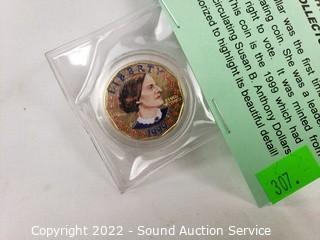 LIBERTY
1999
COLLECT
llar was the first
ating coin. She was a leade
right to vote. It was minted from
This coin is the 1999 which had
circulating Susan B. Anthony Dollars
orized to highlight its beautiful detail!
307.
Copyright 2022 - Sound Auction Service